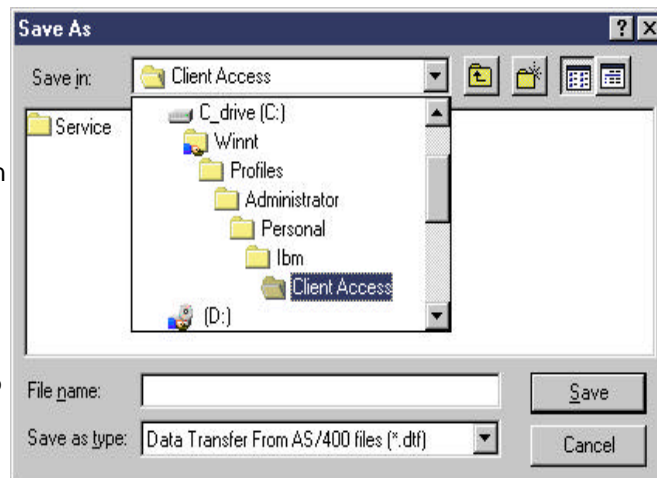 Save As
Save in:
Client Access
Service
C_drive (C:)
Winnt
Profiles
Administrator
Personal
Ibm
Client Access
(D:)
File name:
Save
Save as type:
Data Transfer From AS/400 files (*.dtf)
Cancel